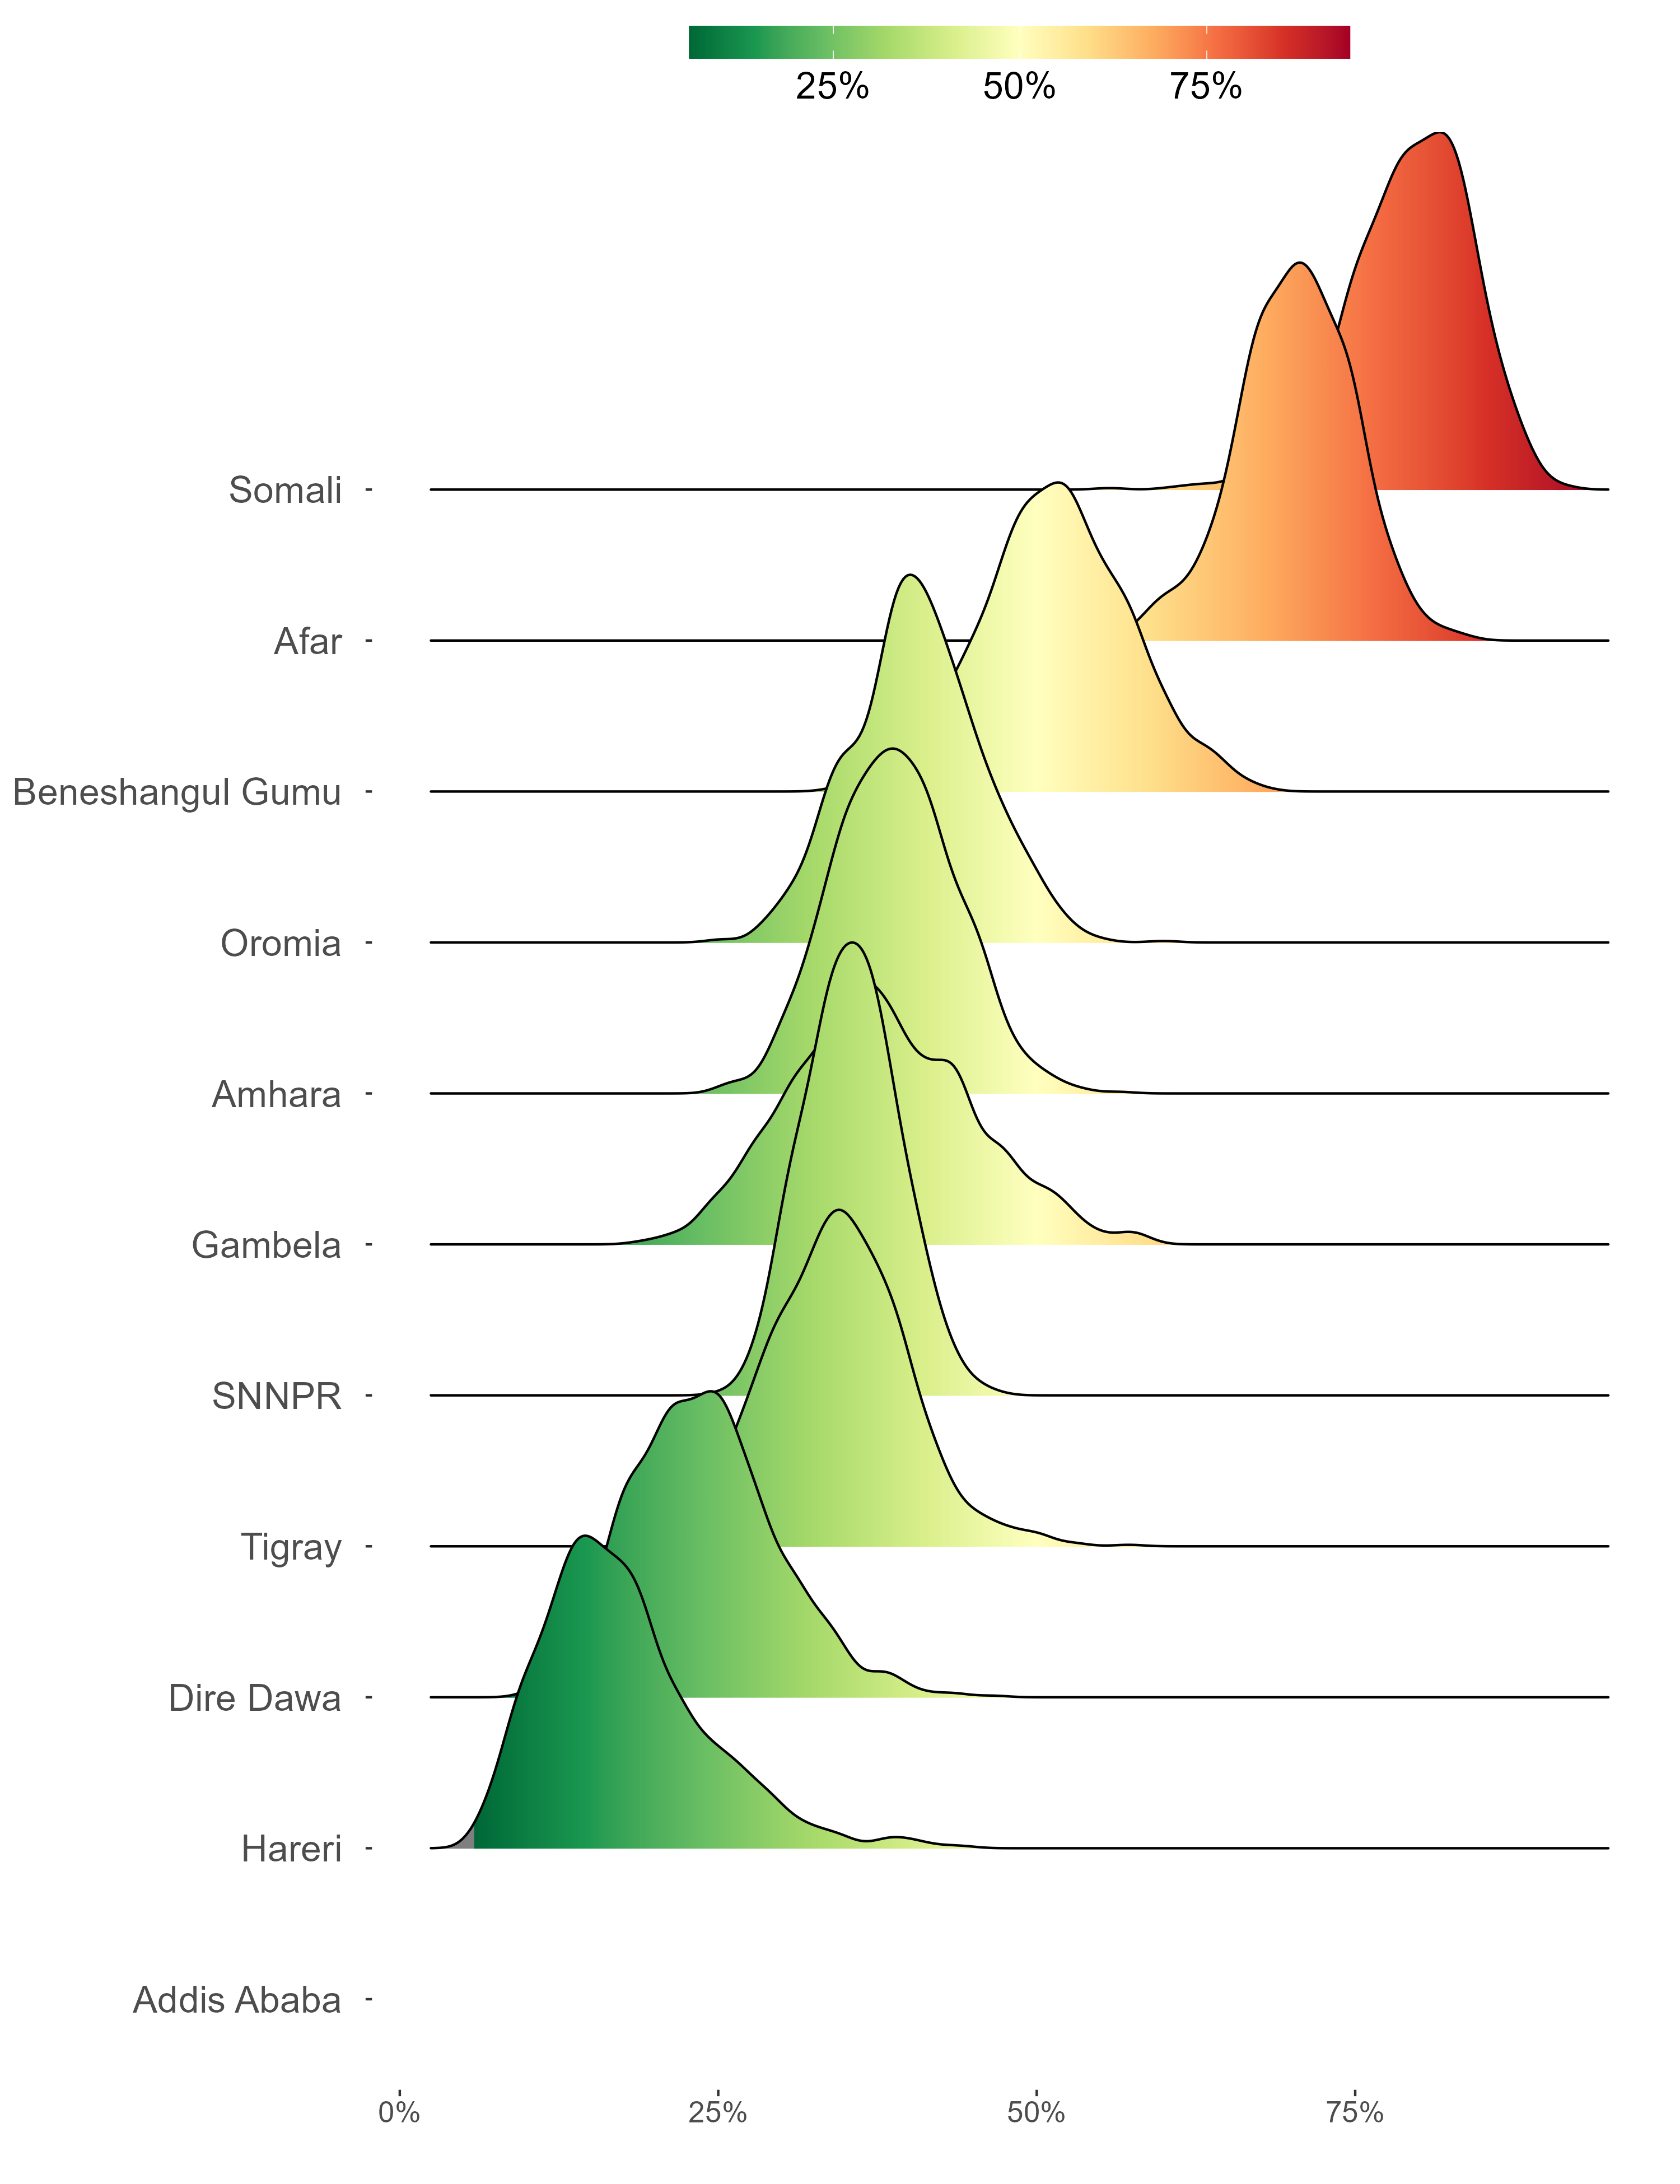 25% 50% 75%
Somali
Afar
Beneshangul Gumu
Oromia
Amhara
Gambela
SNNPR
Tigray
Dire Dawa
Hareri
Addis Ababa
0% 25% 50% 75%